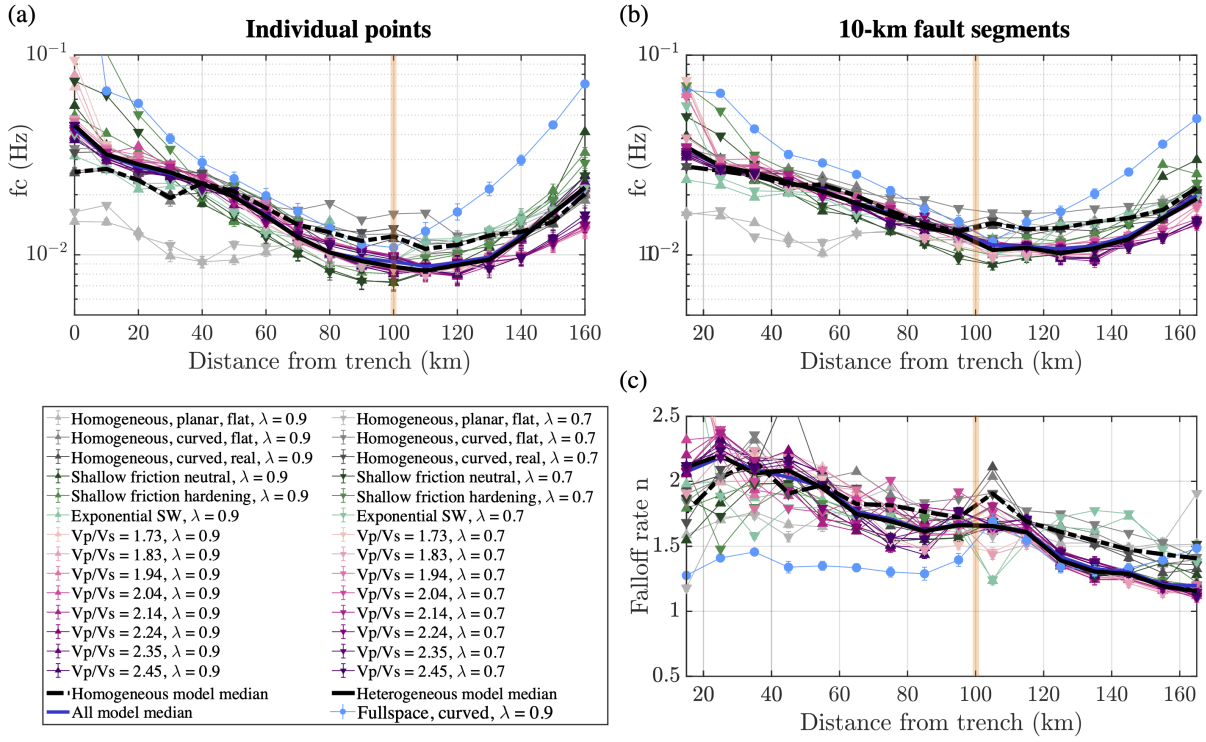 (a)
Individual points
10⁻¹
10⁻²
fc (Hz)
0 20 40 60 80 100 120 140 160
Distance from trench (km)
(b)
10-km fault segments
10⁻¹
10⁻²
fc (Hz)
20 40 60 80 100 120 140 160
Distance from trench (km)
Homogeneous, planar, flat, λ = 0.9 Homogeneous, planar, flat, λ = 0.7
Homogeneous, curved, flat, λ = 0.9 Homogeneous, curved, flat, λ = 0.7
Homogeneous, curved, real, λ = 0.9 Homogeneous, curved, real, λ = 0.7
Shallow friction neutral, λ = 0.9 Shallow friction neutral, λ = 0.7
Shallow friction hardening, λ = 0.9 Shallow friction hardening, λ = 0.7
Exponential SW, λ = 0.9 Exponential SW, λ = 0.7
Vp/Vs = 1.73, λ = 0.9 Vp/Vs = 1.73, λ = 0.7
Vp/Vs = 1.83, λ = 0.9 Vp/Vs = 1.83, λ = 0.7
Vp/Vs = 1.94, λ = 0.9 Vp/Vs = 1.94, λ = 0.7
Vp/Vs = 2.04, λ = 0.9 Vp/Vs = 2.04, λ = 0.7
Vp/Vs = 2.14, λ = 0.9 Vp/Vs = 2.14, λ = 0.7
Vp/Vs = 2.24, λ = 0.9 Vp/Vs = 2.24, λ = 0.7
Vp/Vs = 2.35, λ = 0.9 Vp/Vs = 2.35, λ = 0.7
Vp/Vs = 2.45, λ = 0.9 Vp/Vs = 2.45, λ = 0.7
Homogeneous model median Heterogeneous model median
All model median Fullspace, curved, λ = 0.9
(c)
2.5
2
1.5
1
0.5
Falloff rate n
20 40 60 80 100 120 140 160
Distance from trench (km)